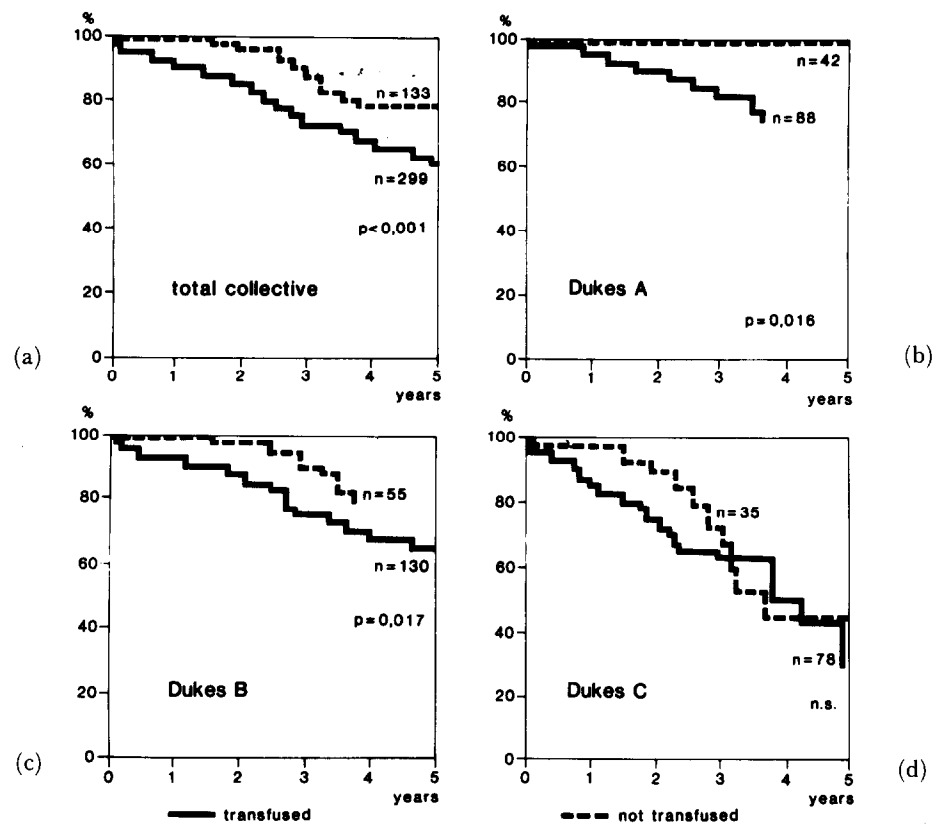 %
100
80
60
40
20
0
n=133
n=299
p<0,001
total collective
0 1 2 3 4 5
years
(a)
%
100
80
60
40
20
0
n=42
n=88
Dukes A
p=0,016
0 1 2 3 4 5
years
(b)
%
100
80
60
40
20
0
n=55
n=130
p=0,017
Dukes B
0 1 2 3 4 5
years
(c)
%
100
80
60
40
20
0
n=35
n=78
Dukes C
n.s.
0 1 2 3 4 5
years
(d)
transfused
not transfused